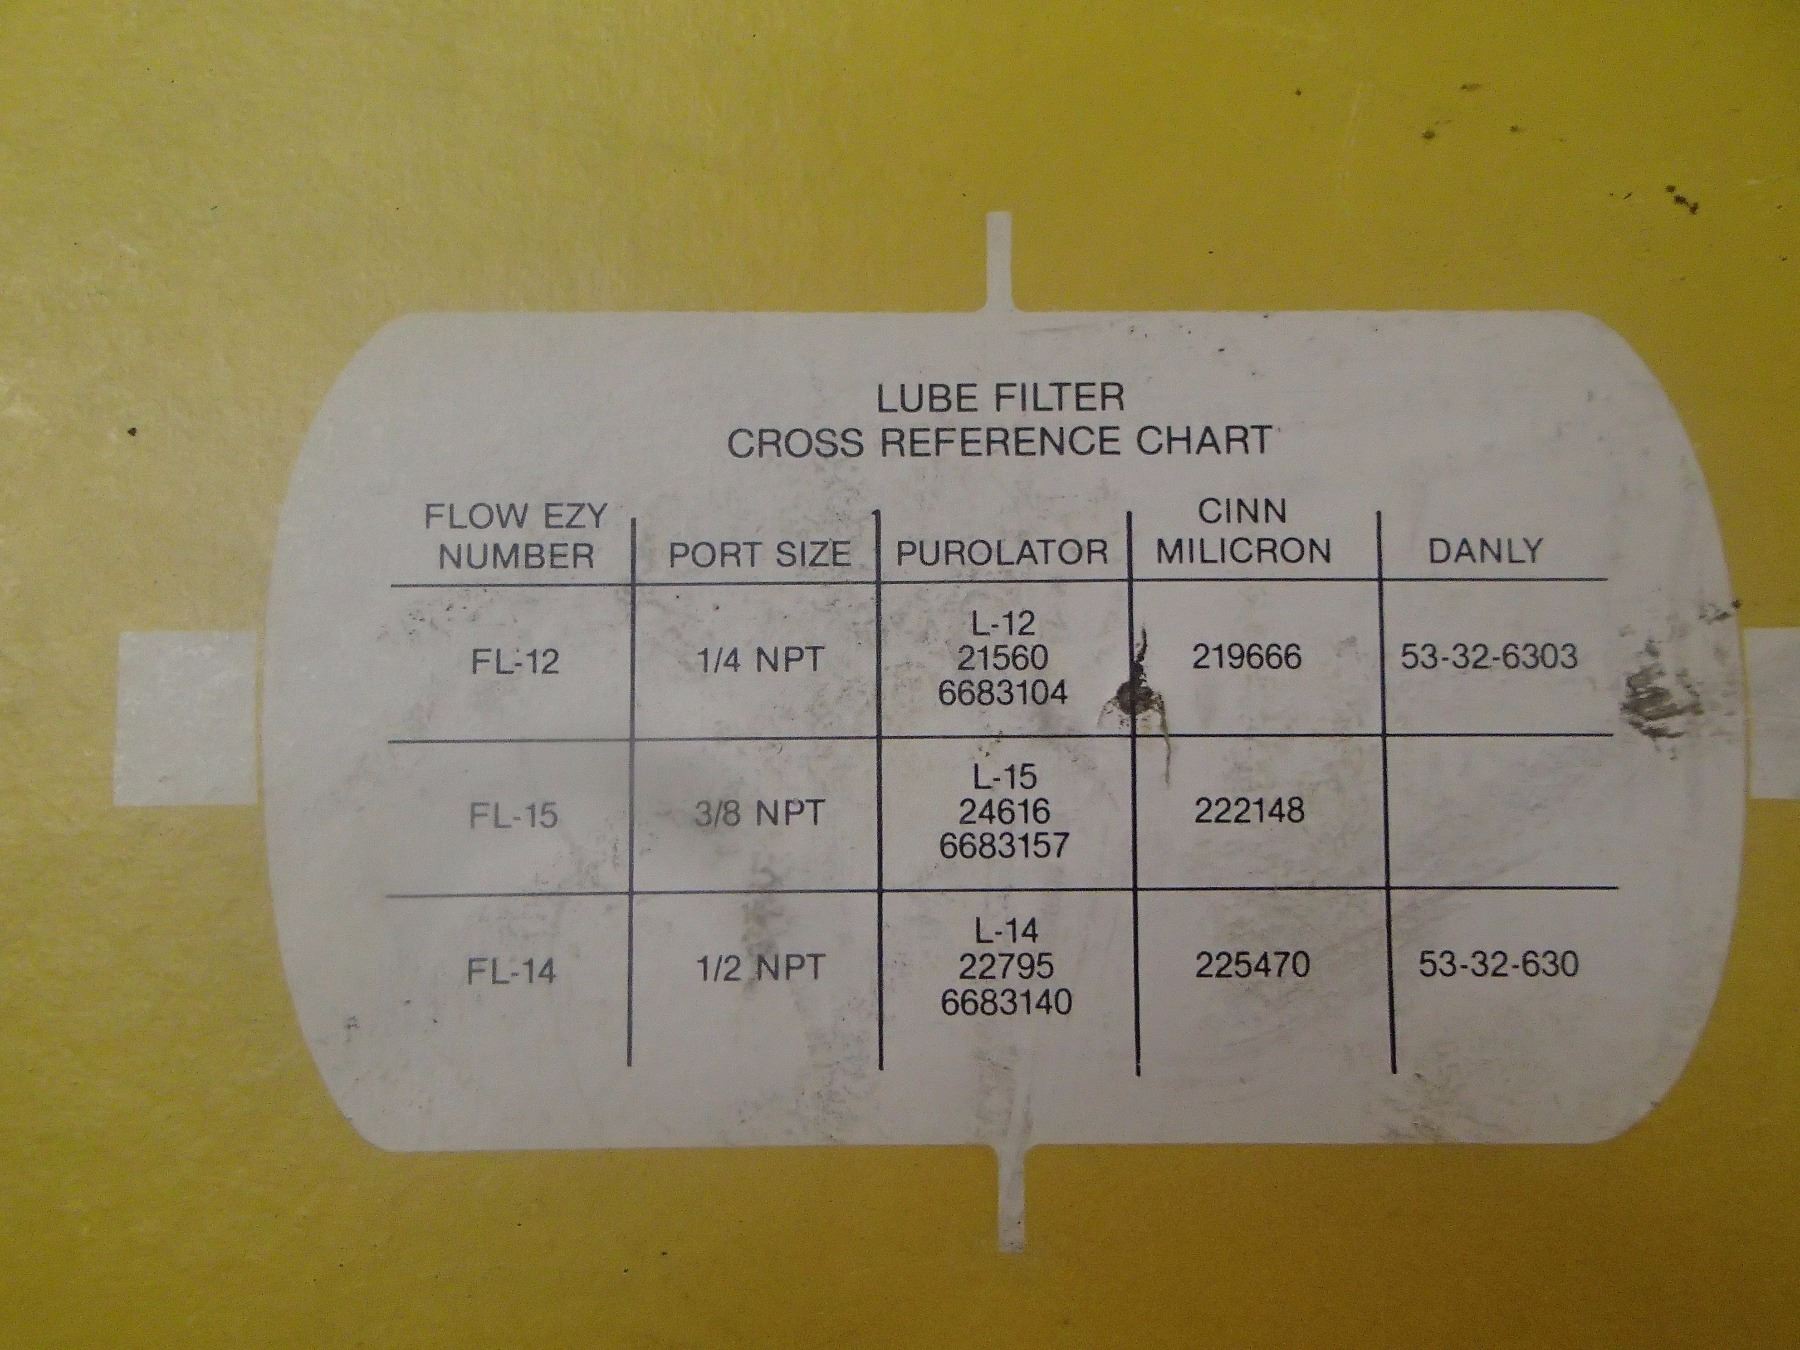 LUBE FILTER
CROSS REFERENCE CHART
FLOW EZY NUMBER | PORT SIZE | PUROLATOR | CINN MILICRON | DANLY
FL-12 | 1/4 NPT | L-12 21560 6683104 | 219666 | 53-32-6303
FL-15 | 3/8 NPT | L-15 24616 6683157 | 222148 |
FL-14 | 1/2 NPT | L-14 22795 6683140 | 225470 | 53-32-630